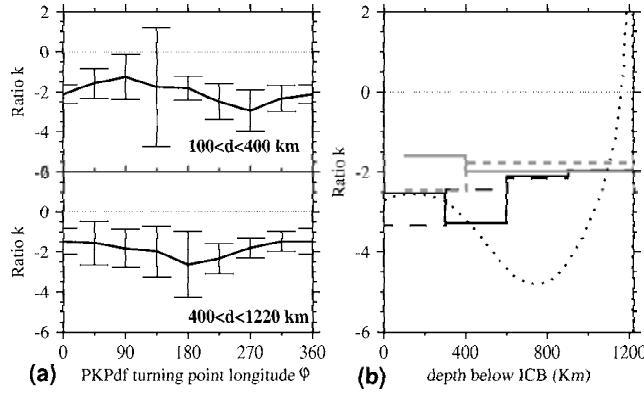 2
0
-2
-4
Ratio k
100<d<400 km
0
-2
-4
-6
Ratio k
400<d<1220 km
0 90 180 270 360
(a) PKPdf turning point longitude φ
2
0
-2
-4
-6
Ratio k
0 400 800 1200
(b) depth below ICB (Km)